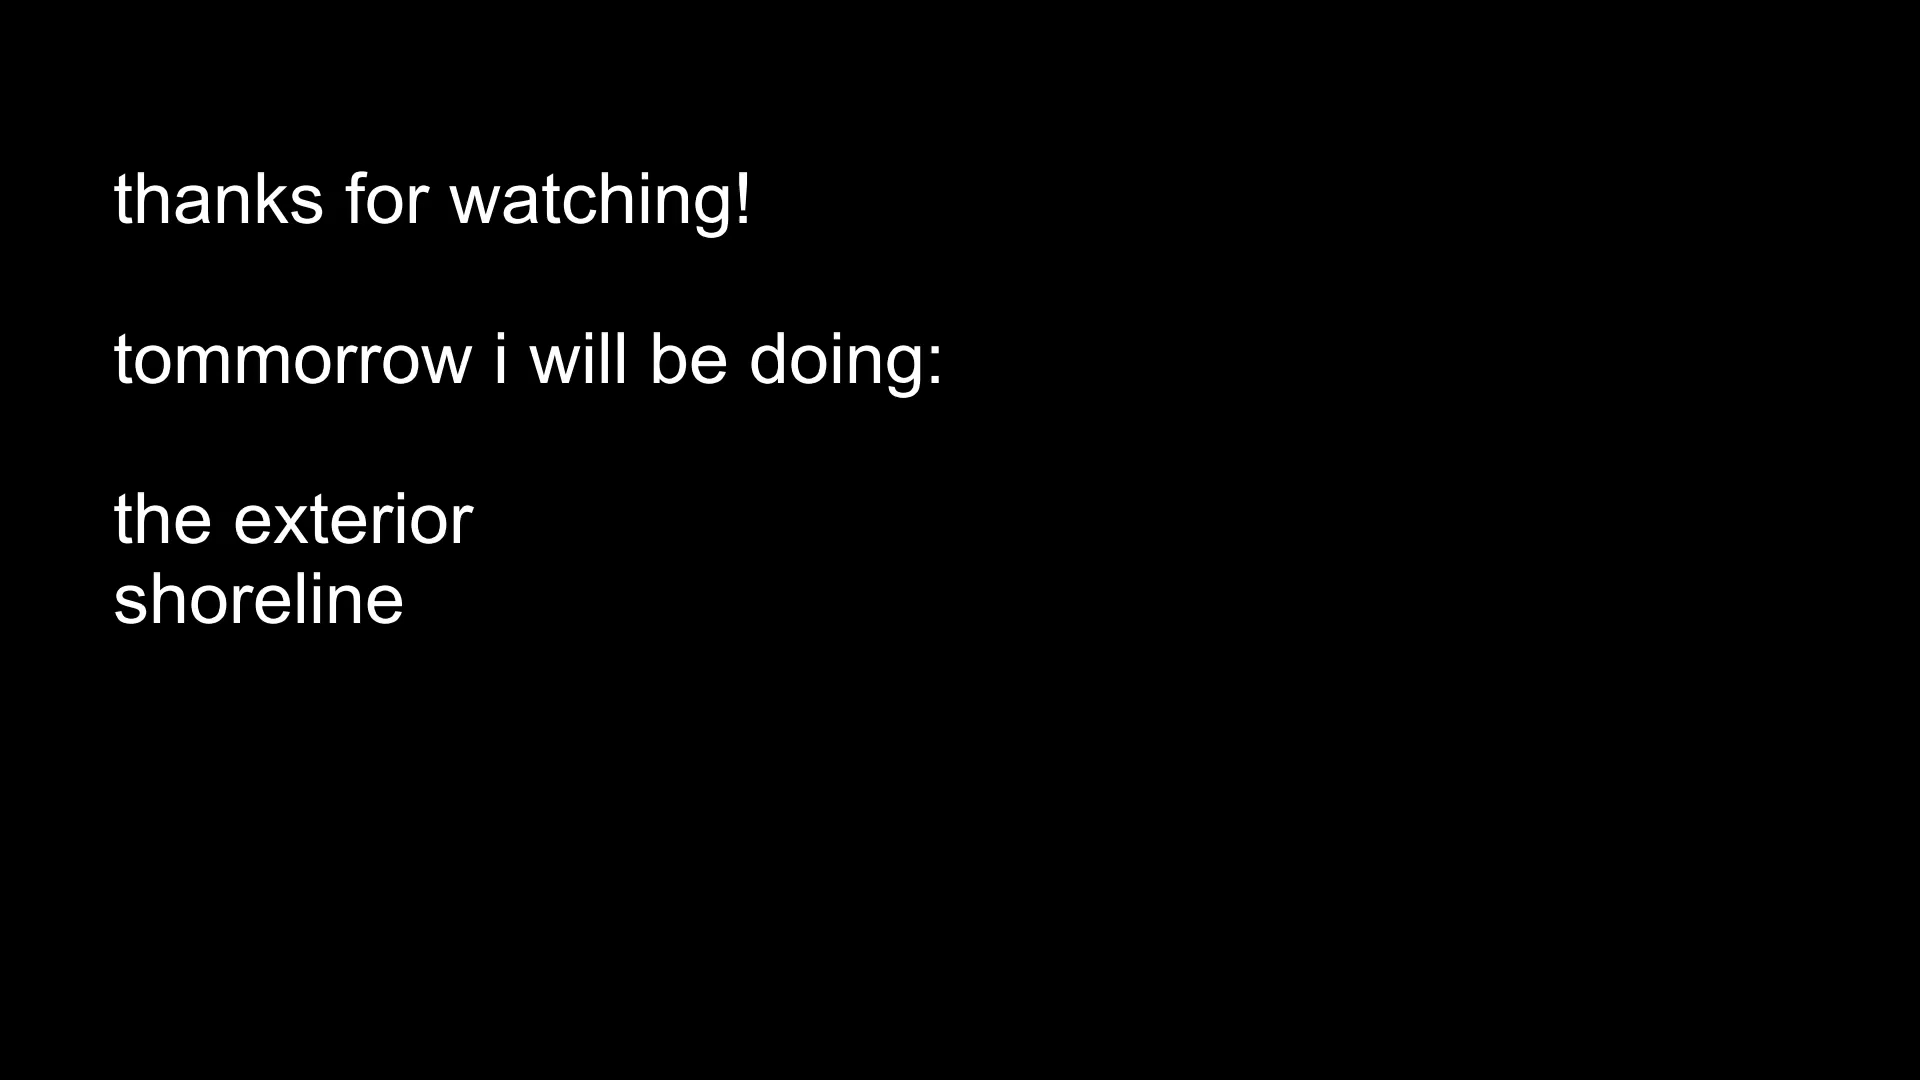 thanks for watching!
tommorrow i will be doing:
the exterior
shoreline